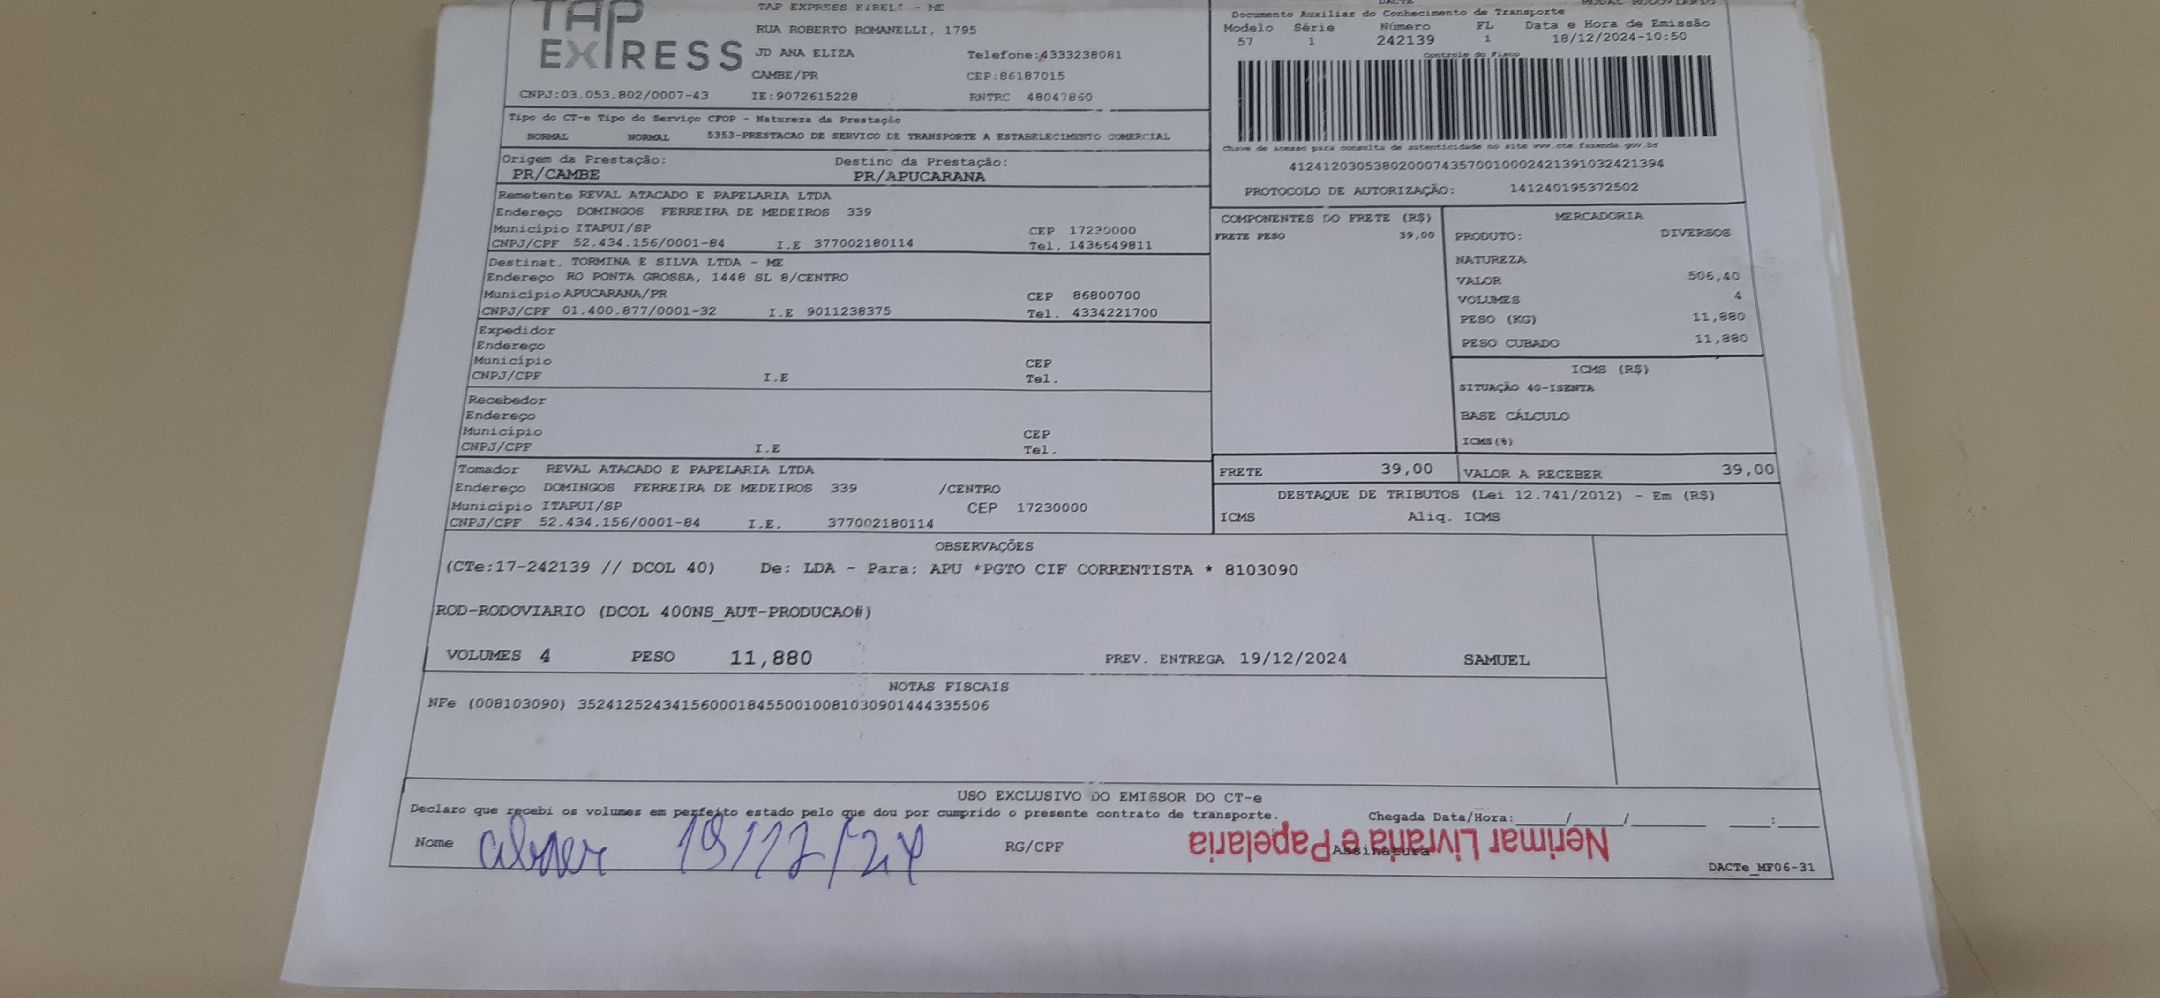 TAP EXPRESS
TAP EXPRESS EIRELI - ME
RUA ROBERTO ROMANELLI, 1795
JD ANA ELIZA Telefone:4333238081
CAMBE/PR CEP:86187015
CNPJ:03.053.802/0007-43 IE:9072615228 RNTRC 48047860
DACTE MODAL RODOVIARIO
Documento Auxiliar do Conhecimento de Transporte
Modelo Série Número FL Data e Hora de Emissão
57 1 242139 1 18/12/2024-10:50
Controle do Fisco
Chave de acesso para consulta de autenticidade no site www.cte.fazenda.gov.br
41241203053802000743570010002421391032421394
PROTOCOLO DE AUTORIZAÇÃO: 141240195372502
Tipo do CT-e Tipo do Serviço CFOP - Natureza da Prestação
NORMAL NORMAL 5353-PRESTACAO DE SERVICO DE TRANSPORTE A ESTABELECIMENTO COMERCIAL
Origem da Prestação: Destino da Prestação:
PR/CAMBE PR/APUCARANA
Remetente REVAL ATACADO E PAPELARIA LTDA
Endereço DOMINGOS FERREIRA DE MEDEIROS 339
Município ITAPUI/SP CEP 17230000
CNPJ/CPF 52.434.156/0001-84 I.E 377002180114 Tel. 1436549811
Destinat. TORMINA E SILVA LTDA - ME
Endereço RO PONTA GROSSA, 1448 SL 8/CENTRO
Município APUCARANA/PR CEP 86800700
CNPJ/CPF 01.400.877/0001-32 I.E 9011238375 Tel. 4334221700
Expedidor
Endereço
Município CEP
CNPJ/CPF I.E Tel.
Recebedor
Endereço
Município CEP
CNPJ/CPF I.E Tel.
Tomador REVAL ATACADO E PAPELARIA LTDA
Endereço DOMINGOS FERREIRA DE MEDEIROS 339 /CENTRO
Município ITAPUI/SP CEP 17230000
CNPJ/CPF 52.434.156/0001-84 I.E. 377002180114
COMPONENTES DO FRETE (R$)
FRETE PESO 39,00
MERCADORIA
PRODUTO: DIVERSOS
NATUREZA
VALOR 506,40
VOLUMES 4
PESO (KG) 11,880
PESO CUBADO 11,880
ICMS (R$)
SITUAÇÃO 40-ISENTA
BASE CÁLCULO
ICMS(%)
FRETE 39,00 VALOR A RECEBER 39,00
DESTAQUE DE TRIBUTOS (Lei 12.741/2012) - Em (R$)
ICMS Aliq. ICMS
OBSERVAÇÕES
(CTe:17-242139 // DCOL 40) De: LDA - Para: APU *PGTO CIF CORRENTISTA * 8103090
ROD-RODOVIARIO (DCOL 400NS_AUT-PRODUCAO#)
VOLUMES 4 PESO 11,880 PREV. ENTREGA 19/12/2024 SAMUEL
NOTAS FISCAIS
NFe (008103090) 35241252434156000184550010081030901444335506
USO EXCLUSIVO DO EMISSOR DO CT-e
Declaro que recebi os volumes em perfeito estado pelo que dou por cumprido o presente contrato de transporte. Chegada Data/Hora:____/____/______ ___:___
Nome 19/12/24 RG/CPF Assinatura
Nerimar Livraria e Papelaria
DACTe_MF06-31